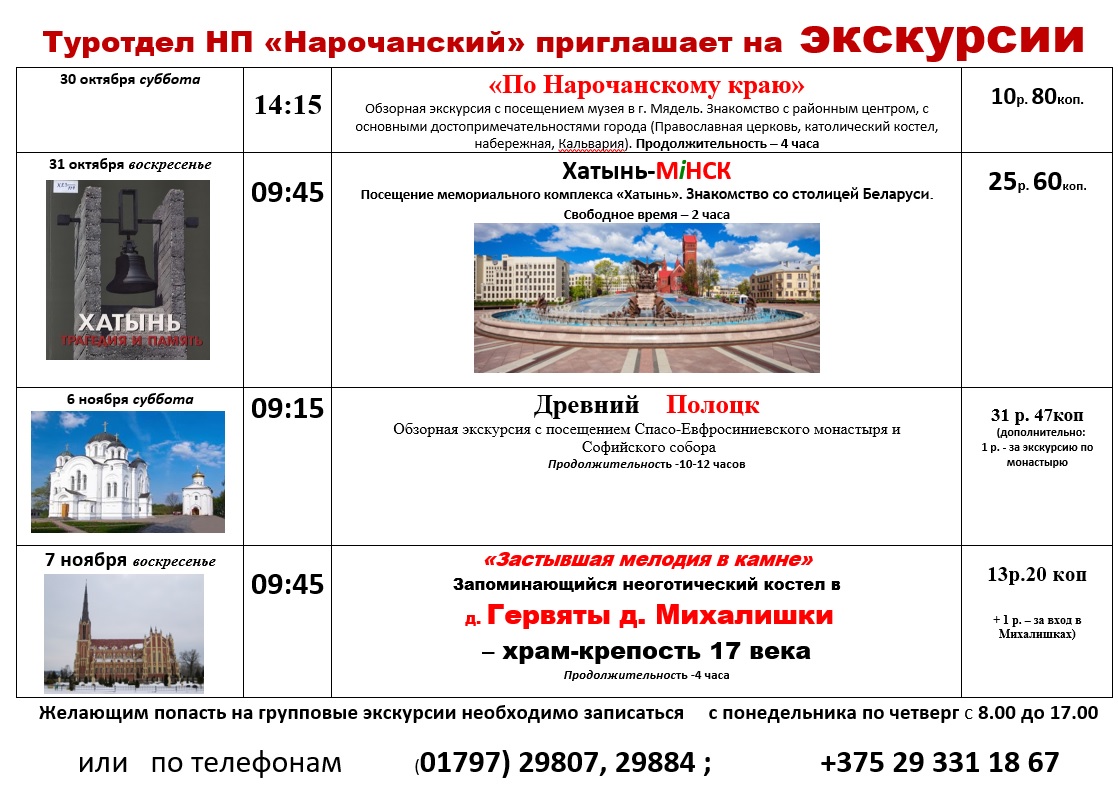 Туротдел НП «Нарочанский» приглашает на экскурсии
30 октября суббота
14:15
«По Нарочанскому краю»
Обзорная экскурсия с посещением музея в г. Мядель. Знакомство с районным центром, с
основными достопримечательностями города (Православная церковь, католический костел,
набережная, Кальвария). Продолжительность – 4 часа
10р. 80коп.
31 октября воскресенье
ХАТЫНЬ
ТРАГЕДИЯ И ПАМЯТЬ
09:45
Хатынь-МіНСК
Посещение мемориального комплекса «Хатынь». Знакомство со столицей Беларуси.
Свободное время – 2 часа
25р. 60коп.
6 ноября суббота
09:15
Древний Полоцк
Обзорная экскурсия с посещением Спасо-Евфросиниевского монастыря и
Софийского собора
Продолжительность -10-12 часов
31 р. 47коп
(дополнительно:
1 р. - за экскурсию по
монастырю
7 ноября воскресенье
09:45
«Застывшая мелодия в камне»
Запоминающийся неоготический костел в
д. Гервяты д. Михалишки
– храм-крепость 17 века
Продолжительность -4 часа
13р.20 коп
+ 1 р. – за вход в
Михалишках)
Желающим попасть на групповые экскурсии необходимо записаться с понедельника по четверг с 8.00 до 17.00
или по телефонам (01797) 29807, 29884 ; +375 29 331 18 67